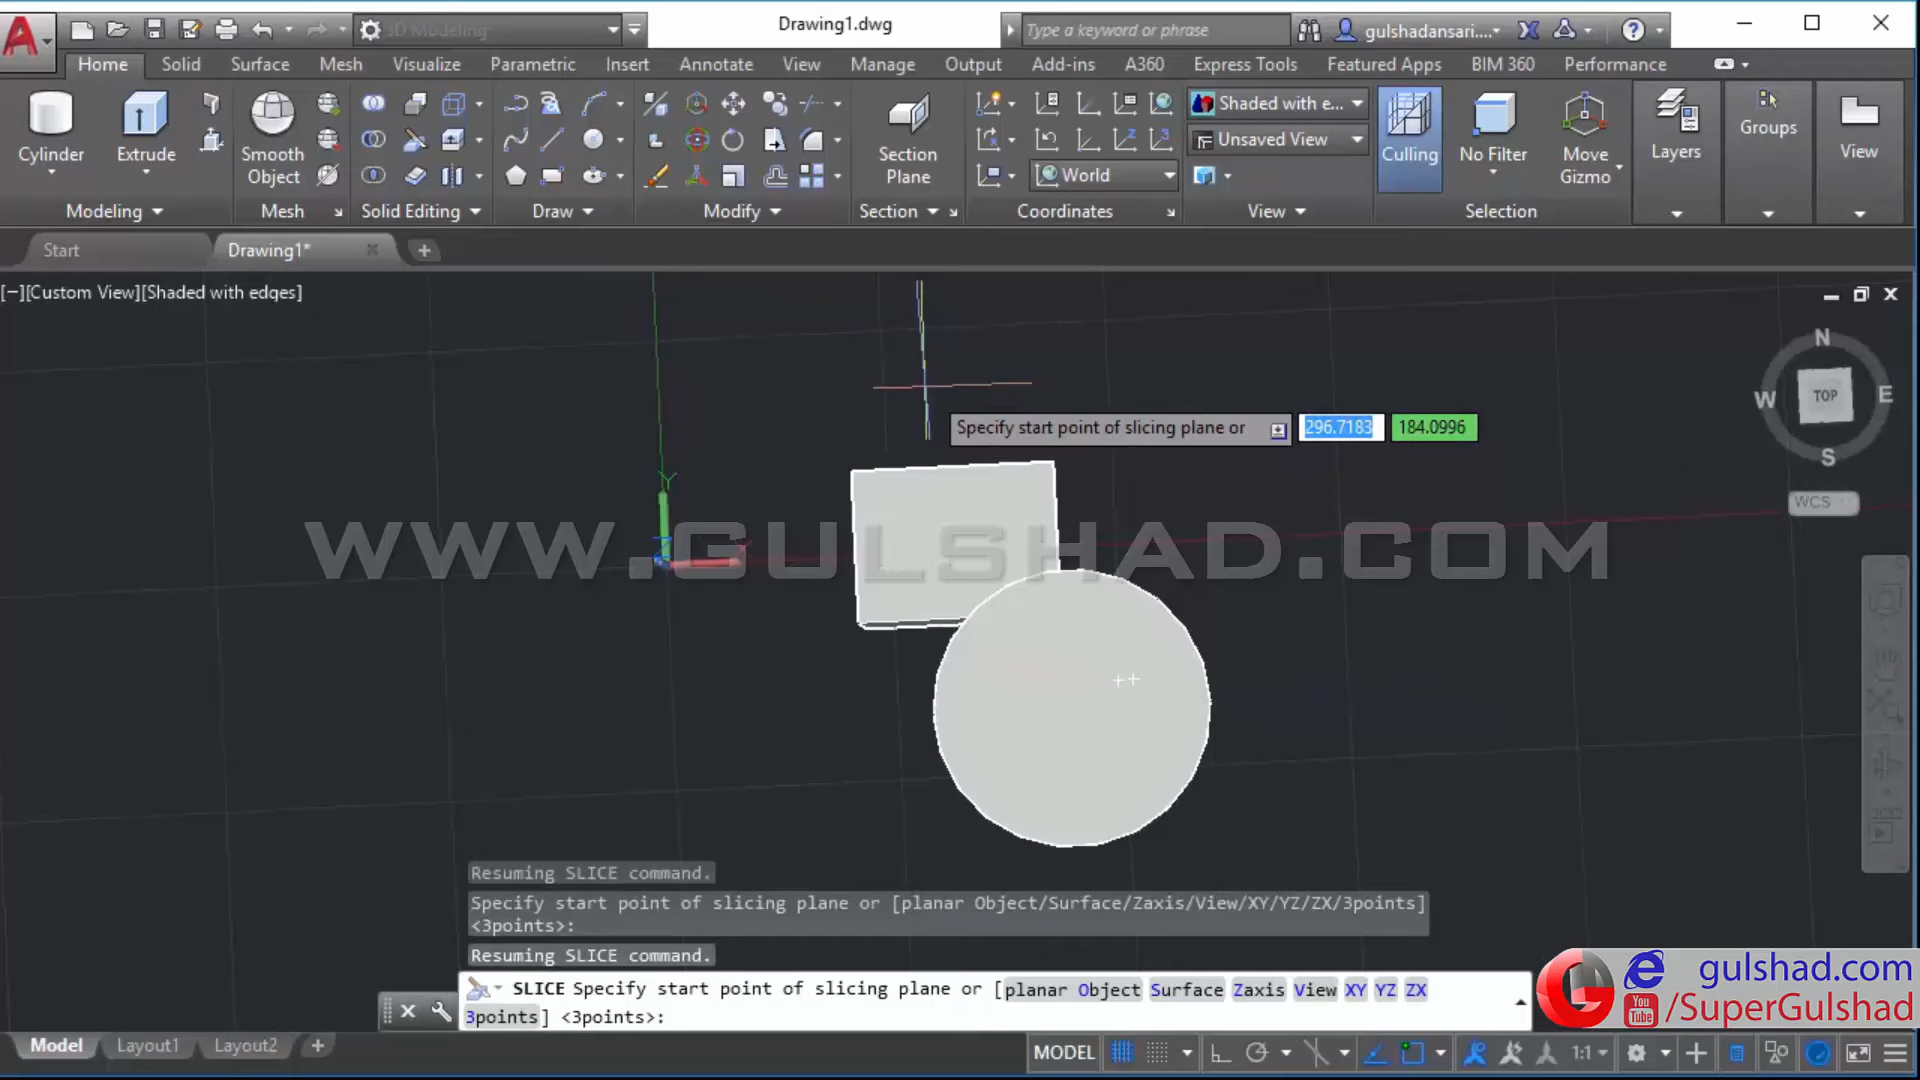 3D Modeling
Drawing1.dwg
Type a keyword or phrase
gulshadansari....
Home Solid Surface Mesh Visualize Parametric Insert Annotate View Manage Output Add-ins A360 Express Tools Featured Apps BIM 360 Performance
Cylinder Extrude Smooth Object Section Plane
Shaded with e...
Unsaved View
World
Culling No Filter Move Gizmo Layers Groups View
Modeling Mesh Solid Editing Draw Modify Section Coordinates View Selection
Start Drawing1* +
[−][Custom View][Shaded with edges]
N
W TOP E
S
WCS
Specify start point of slicing plane or 296.7183 184.0996
Y
X
WWW.GULSHAD.COM
Resuming SLICE command.
Specify start point of slicing plane or [planar Object/Surface/Zaxis/View/XY/YZ/ZX/3points]
<3points>:
Resuming SLICE command.
SLICE Specify start point of slicing plane or [planar Object Surface Zaxis View XY YZ ZX
3points] <3points>:
gulshad.com
You Tube /SuperGulshad
Model Layout1 Layout2 +
MODEL 1:1